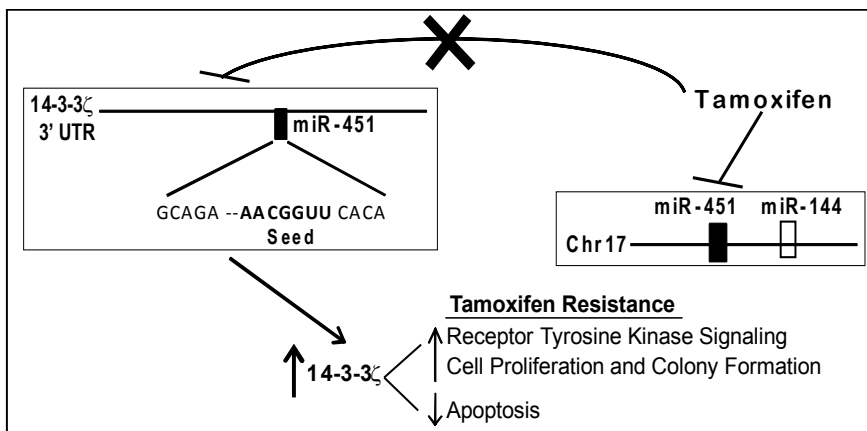 14-3-3ζ
3' UTR
miR-451
GCAGA --AACGGUU CACA
Seed
Tamoxifen
miR-451 miR-144
Chr17
Tamoxifen Resistance
Receptor Tyrosine Kinase Signaling
Cell Proliferation and Colony Formation
14-3-3ζ
Apoptosis